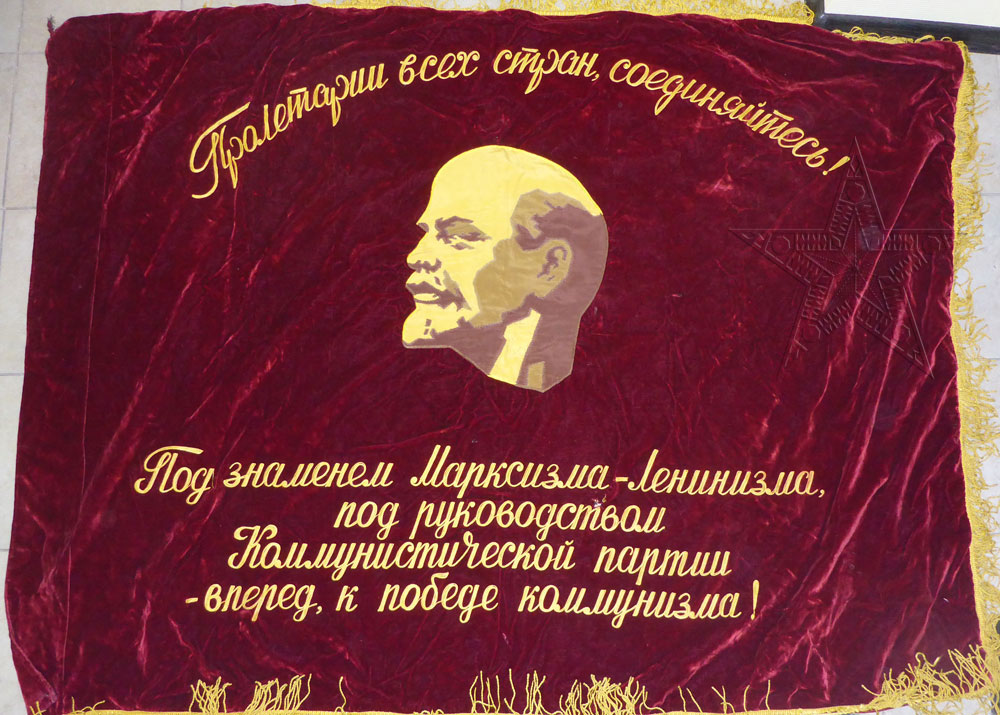 Пролетарии всех стран, соединяйтесь!
Под знаменем Марксизма-Ленинизма,
под руководством
Коммунистической партии
-вперед, к победе коммунизма!